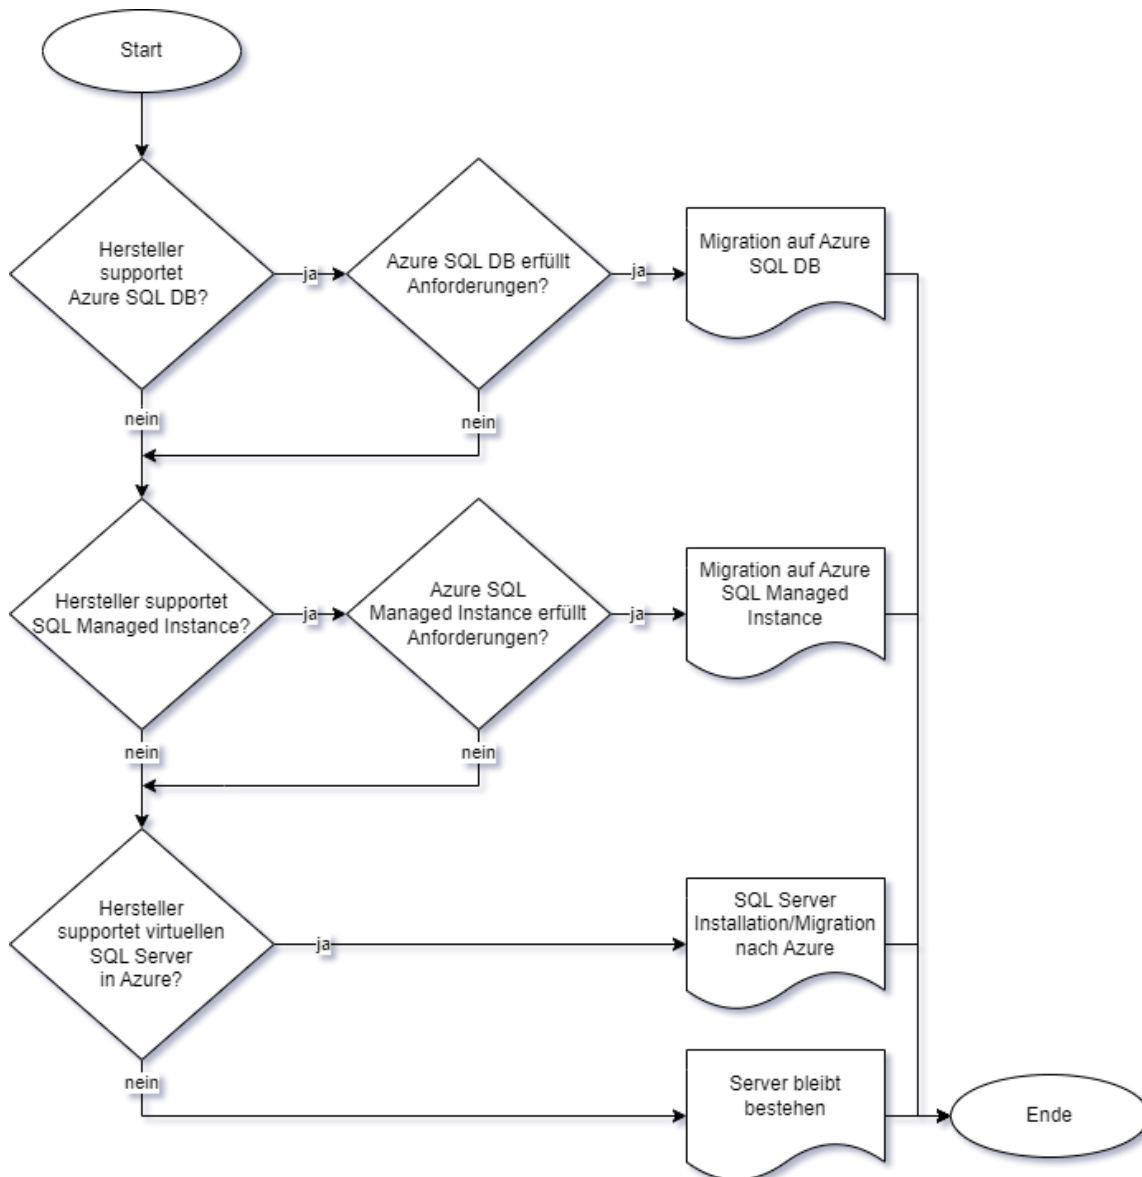 Start
Hersteller
supportet
Azure SQL DB?
ja
Azure SQL DB erfüllt
Anforderungen?
ja
Migration auf Azure
SQL DB
nein
nein
Hersteller supportet
SQL Managed Instance?
ja
Azure SQL
Managed Instance erfüllt
Anforderungen?
ja
Migration auf Azure
SQL Managed
Instance
nein
nein
Hersteller
supportet virtuellen
SQL Server
in Azure?
ja
SQL Server
Installation/Migration
nach Azure
nein
Server bleibt
bestehen
Ende